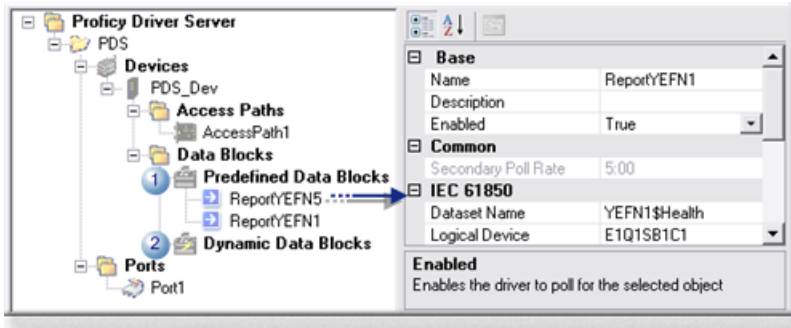 Proficy Driver Server
PDS
Devices
PDS_Dev
Access Paths
AccessPath1
Data Blocks
1 Predefined Data Blocks
ReportYEFN5
ReportYEFN1
2 Dynamic Data Blocks
Ports
Port1
A Z
Base
Name ReportYEFN1
Description
Enabled True
Common
Secondary Poll Rate 5:00
IEC 61850
Dataset Name YEFN1$Health
Logical Device E1Q1SB1C1
Enabled
Enables the driver to poll for the selected object